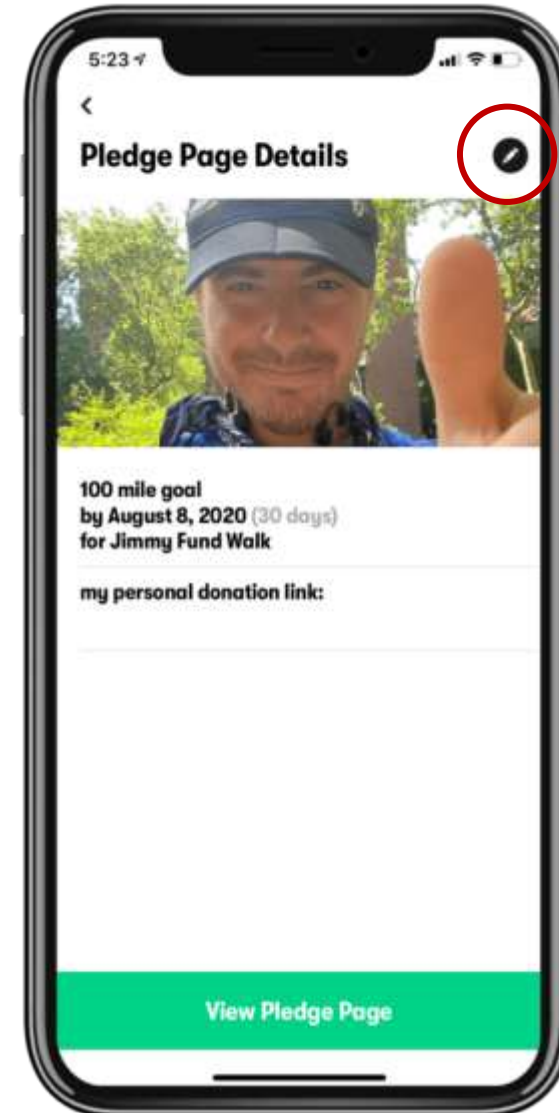 5:23
Pledge Page Details
100 mile goal
by August 8, 2020 (30 days)
for Jimmy Fund Walk
my personal donation link:
View Pledge Page